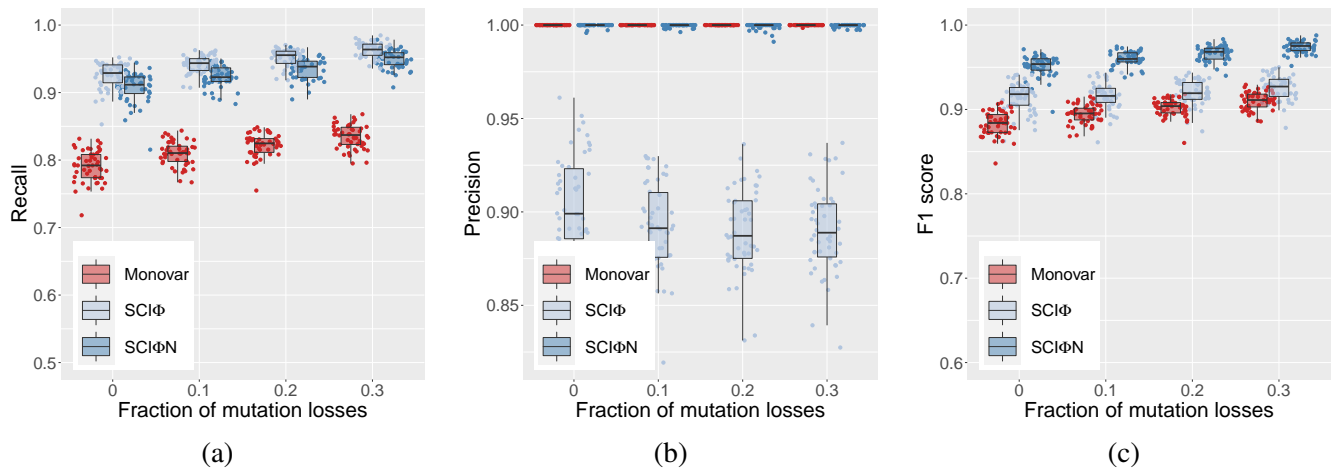 1.0
0.9
0.8
0.7
0.6
0.5
Recall
Monovar
SCIΦ
SCIΦN
0
0.1
0.2
0.3
Fraction of mutation losses
(a)
1.00
0.95
0.90
0.85
Precision
Monovar
SCIΦ
SCIΦN
0
0.1
0.2
0.3
Fraction of mutation losses
(b)
1.0
0.9
0.8
0.7
0.6
F1 score
Monovar
SCIΦ
SCIΦN
0
0.1
0.2
0.3
Fraction of mutation losses
(c)